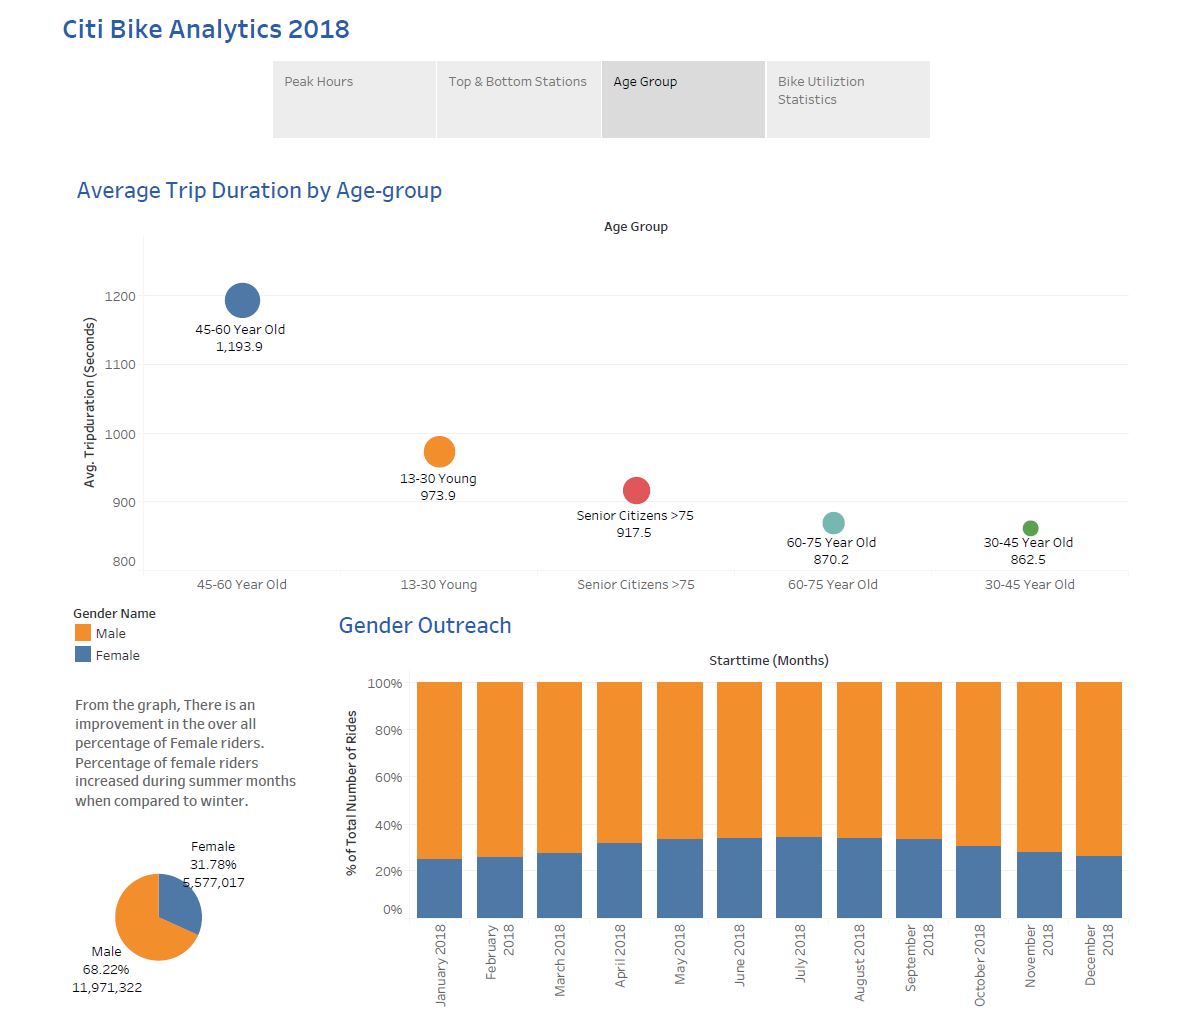 Citi Bike Analytics 2018
Peak Hours
Top & Bottom Stations
Age Group
Bike Utiliztion
Statistics
Average Trip Duration by Age-group
Age Group
Avg. Tripduration (Seconds)
1200
1100
1000
900
800
45-60 Year Old
1,193.9
13-30 Young
973.9
Senior Citizens >75
917.5
60-75 Year Old
870.2
30-45 Year Old
862.5
45-60 Year Old
13-30 Young
Senior Citizens >75
60-75 Year Old
30-45 Year Old
Gender Name
Male
Female
From the graph, There is an
improvement in the over all
percentage of Female riders.
Percentage of female riders
increased during summer months
when compared to winter.
Female
31.78%
5,577,017
Male
68.22%
11,971,322
Gender Outreach
Starttime (Months)
% of Total Number of Rides
100%
80%
60%
40%
20%
0%
January 2018
February
2018
March 2018
April 2018
May 2018
June 2018
July 2018
August 2018
September
2018
October 2018
November
2018
December
2018